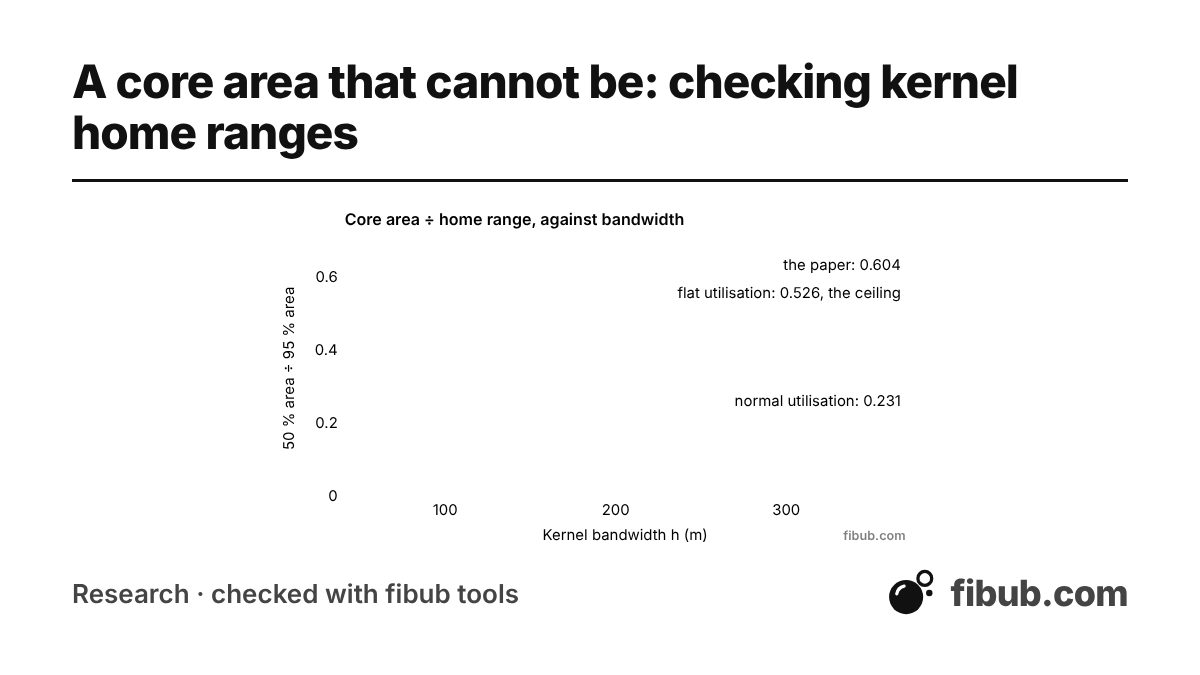 A core area that cannot be: checking kernel
home ranges
Core area ÷ home range, against bandwidth
the paper: 0.604
0.6
flat utilisation: 0.526, the ceiling
50 % area ÷ 95 % area
0.4
normal utilisation: 0.231
0.2
0
100
200
300
Kernel bandwidth h (m)
fibub.com
Research · checked with fibub tools
fibub.com